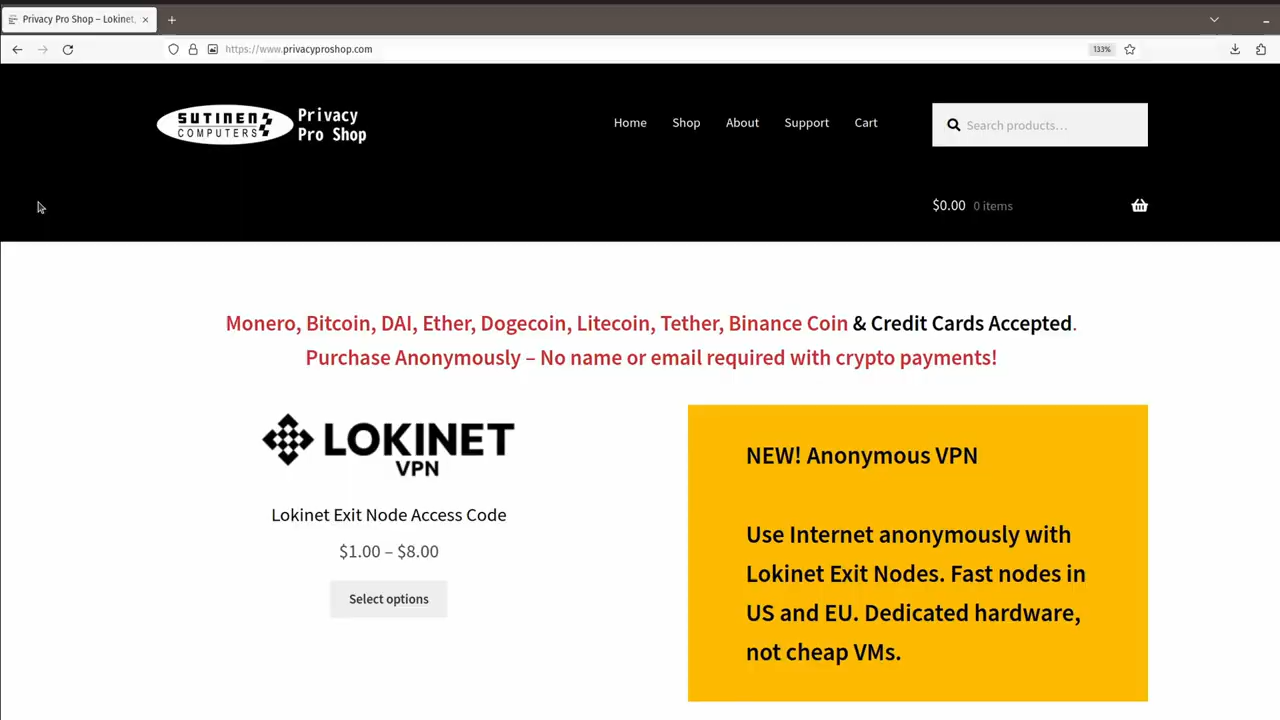 Privacy Pro Shop – Lokinet,
https://www.privacyproshop.com
133%
SUTINEN
COMPUTERS
Privacy
Pro Shop
Home
Shop
About
Support
Cart
Search products…
$0.00 0 items
Monero, Bitcoin, DAI, Ether, Dogecoin, Litecoin, Tether, Binance Coin & Credit Cards Accepted.
Purchase Anonymously – No name or email required with crypto payments!
LOKINET
VPN
Lokinet Exit Node Access Code
$1.00 – $8.00
Select options
NEW! Anonymous VPN
Use Internet anonymously with
Lokinet Exit Nodes. Fast nodes in
US and EU. Dedicated hardware,
not cheap VMs.